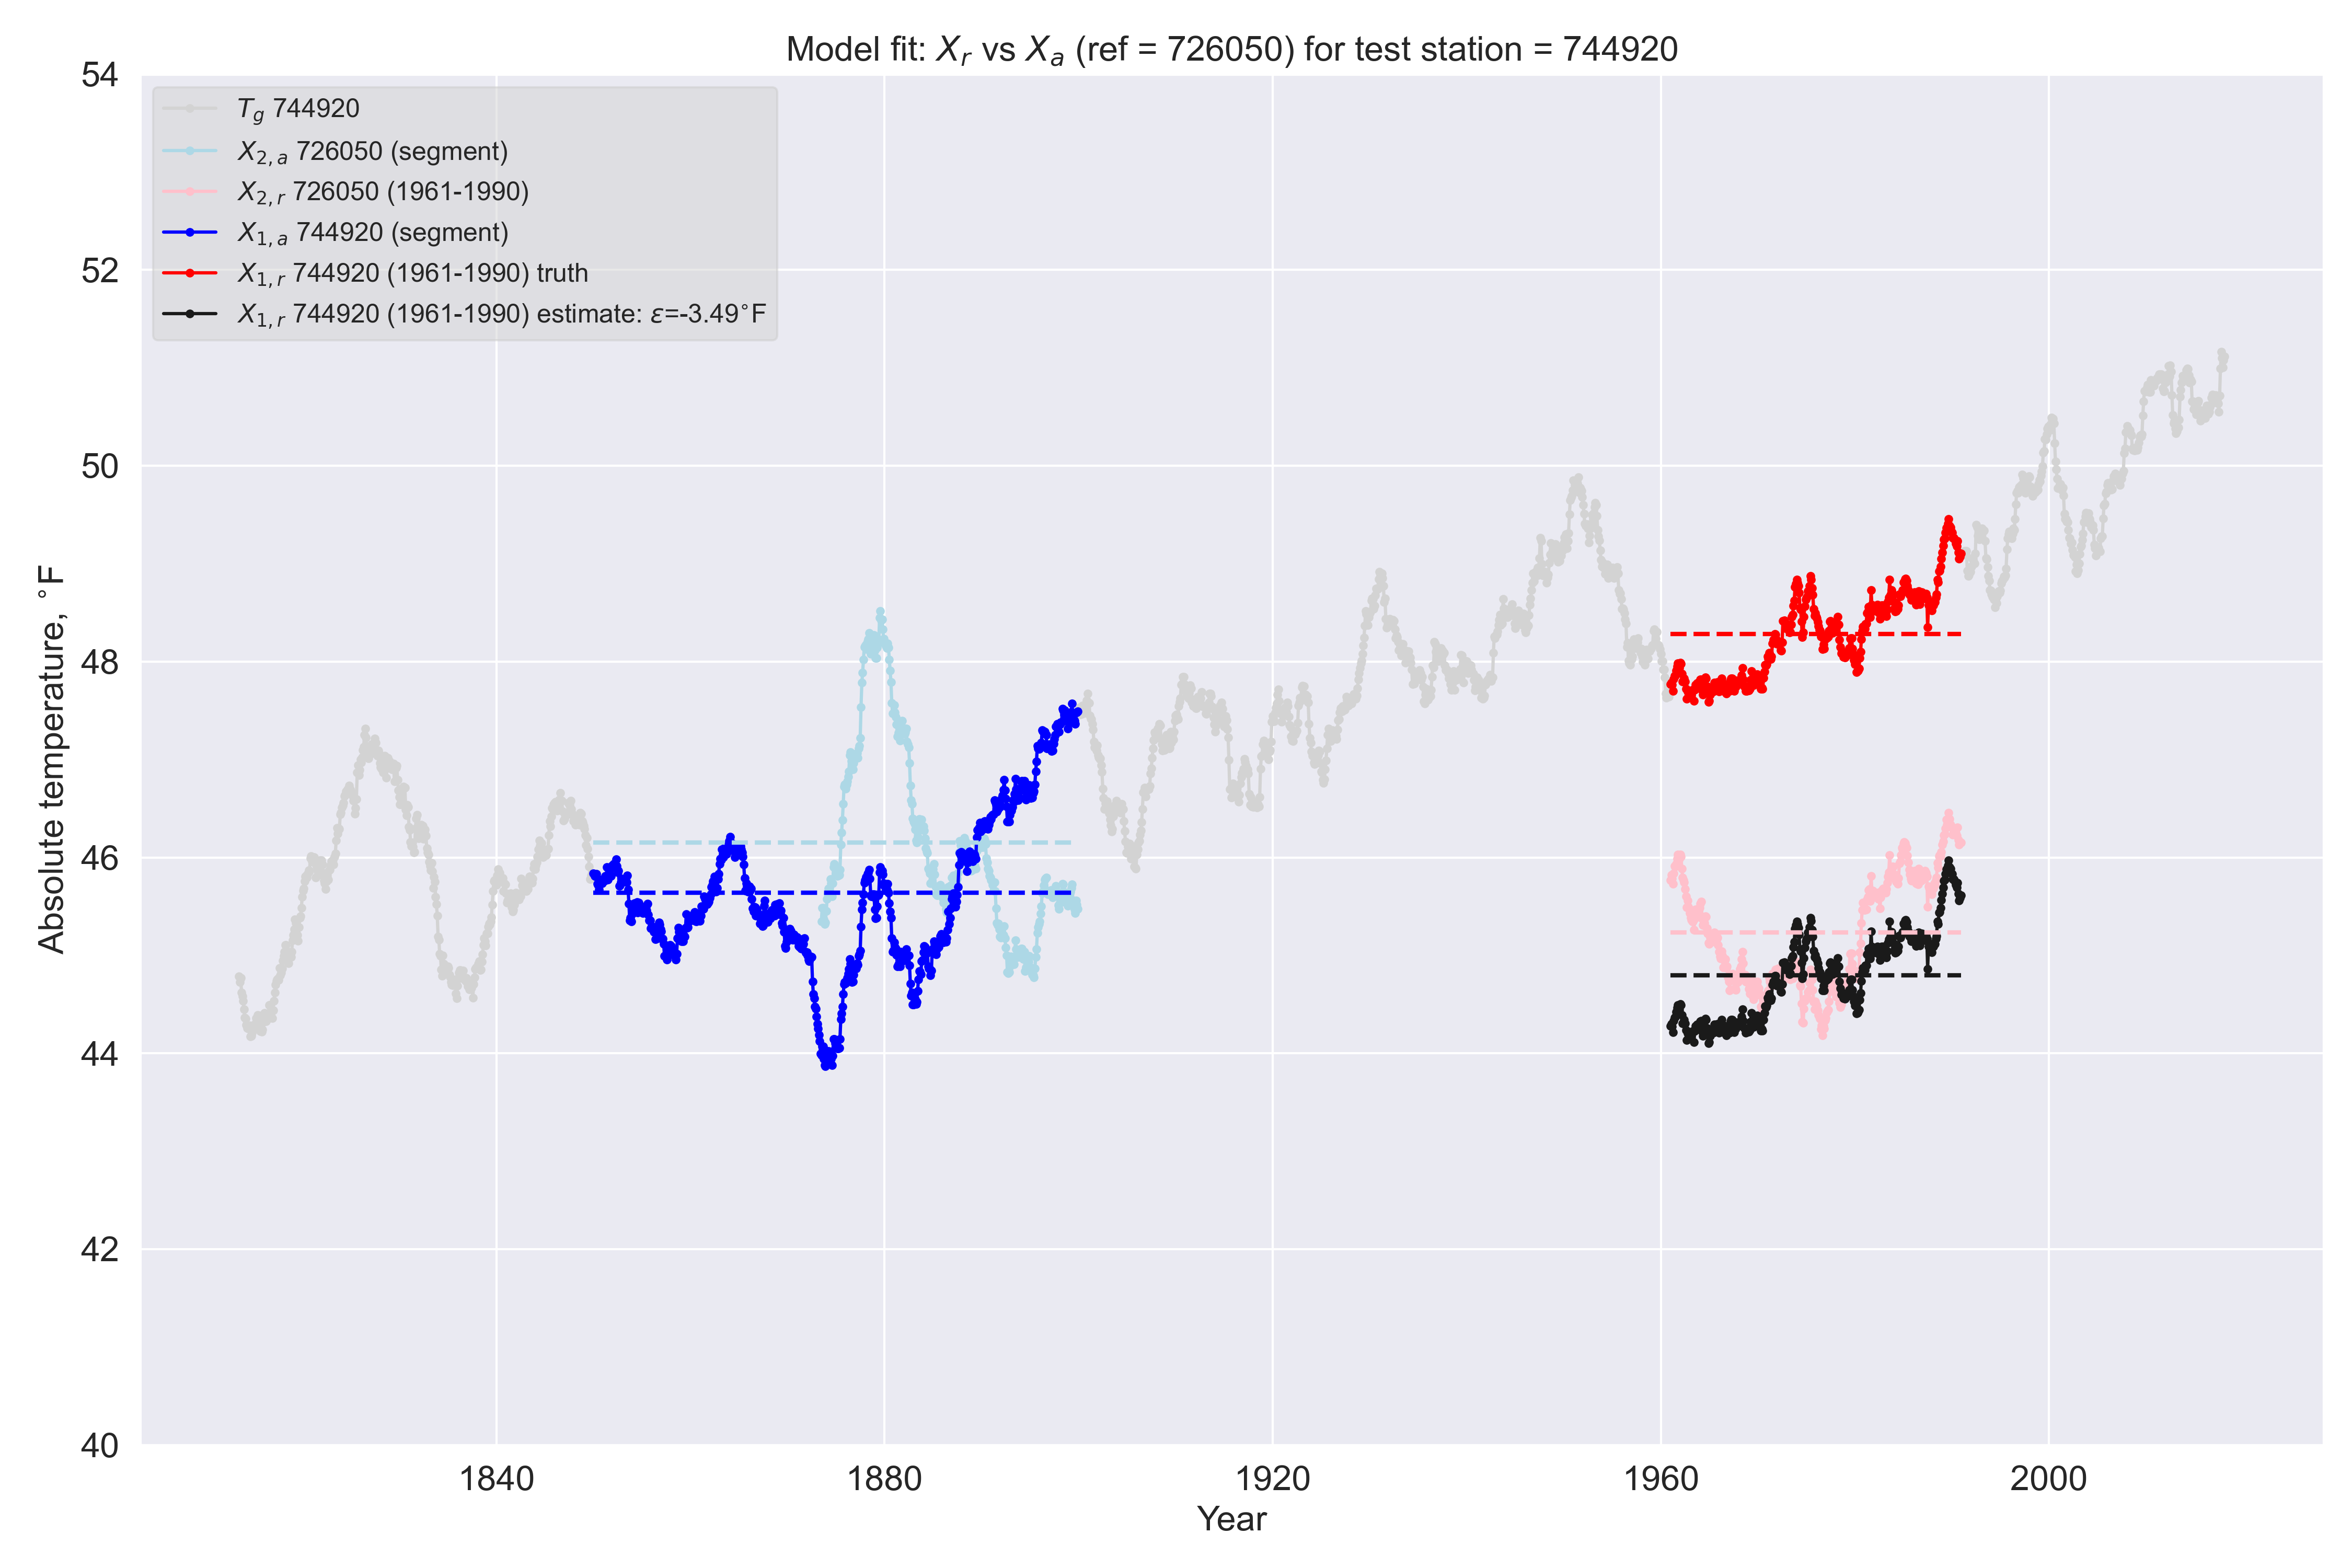 Model fit: Xr vs Xa (ref = 726050) for test station = 744920
Tg 744920
X2,a 726050 (segment)
X2,r 726050 (1961-1990)
X1,a 744920 (segment)
X1,r 744920 (1961-1990) truth
X1,r 744920 (1961-1990) estimate: ε=-3.49°F
Absolute temperature, °F
54
52
50
48
46
44
42
40
1840
1880
1920
1960
2000
Year